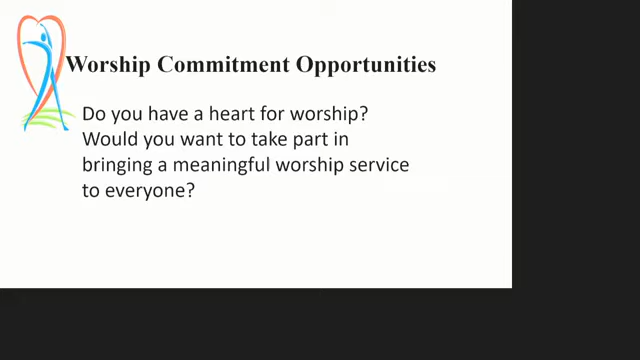 Worship Commitment Opportunities
Do you have a heart for worship?
Would you want to take part in
bringing a meaningful worship service
to everyone?